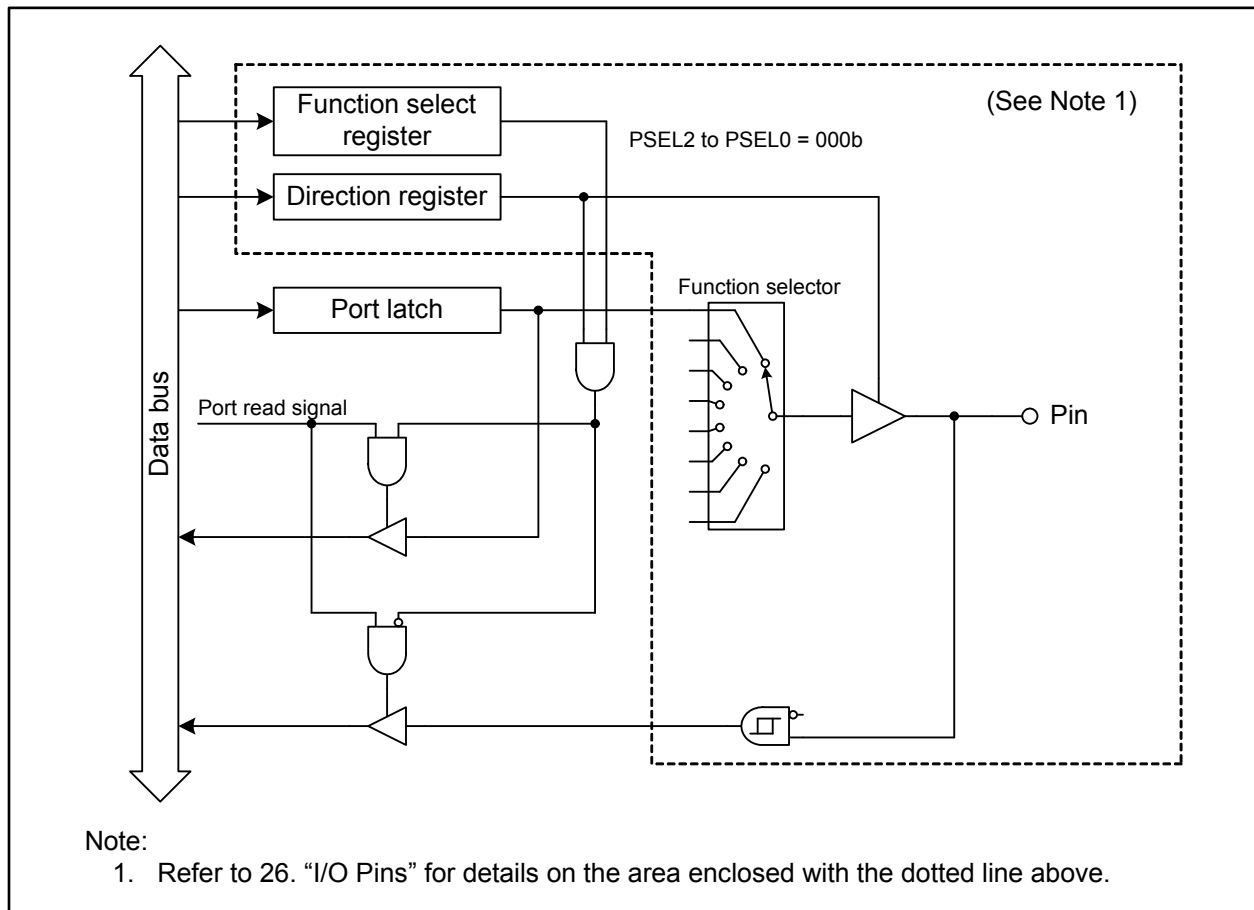 (See Note 1)
Function select
register
PSEL2 to PSEL0 = 000b
Direction register
Function selector
Port latch
Port read signal
Pin
Data bus
Note:
1. Refer to 26. “I/O Pins” for details on the area enclosed with the dotted line above.